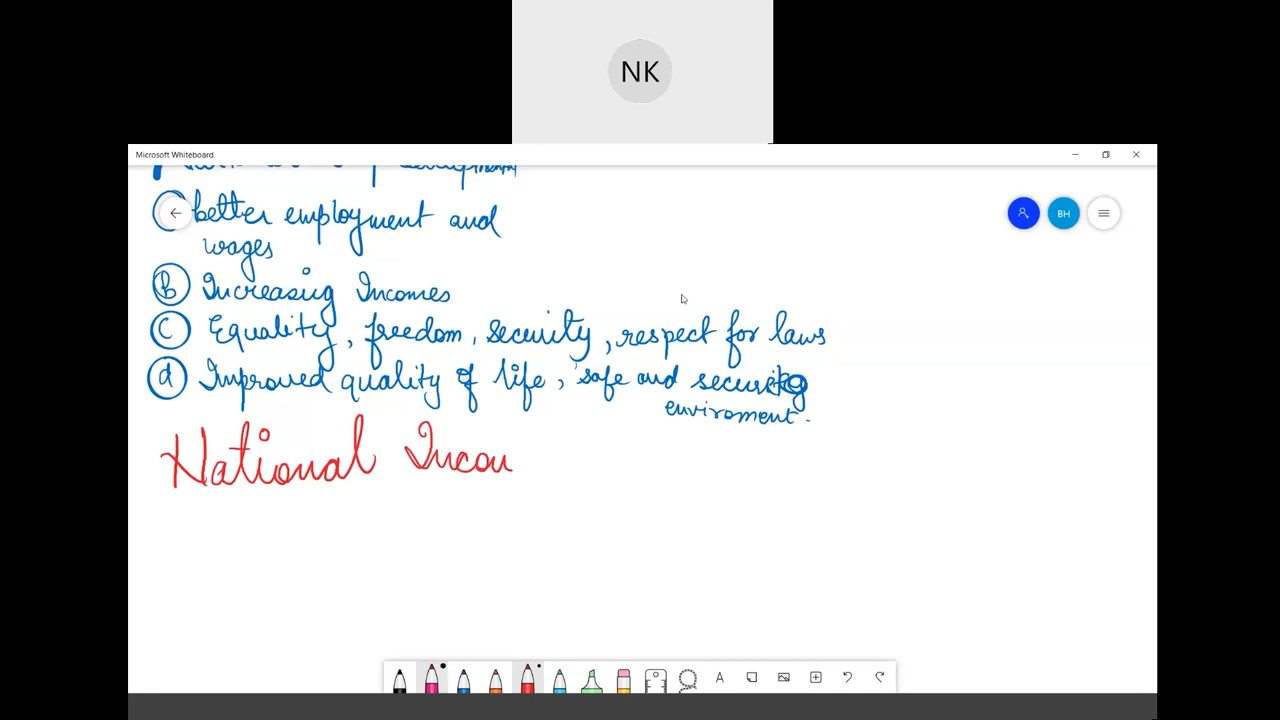 NK
Microsoft Whiteboard
better employment and
BH
wages
b Increasing Incomes
c Equality, freedom, security, respect for laws
d Improved quality of life, safe and security
enviroment.
National Incom
A